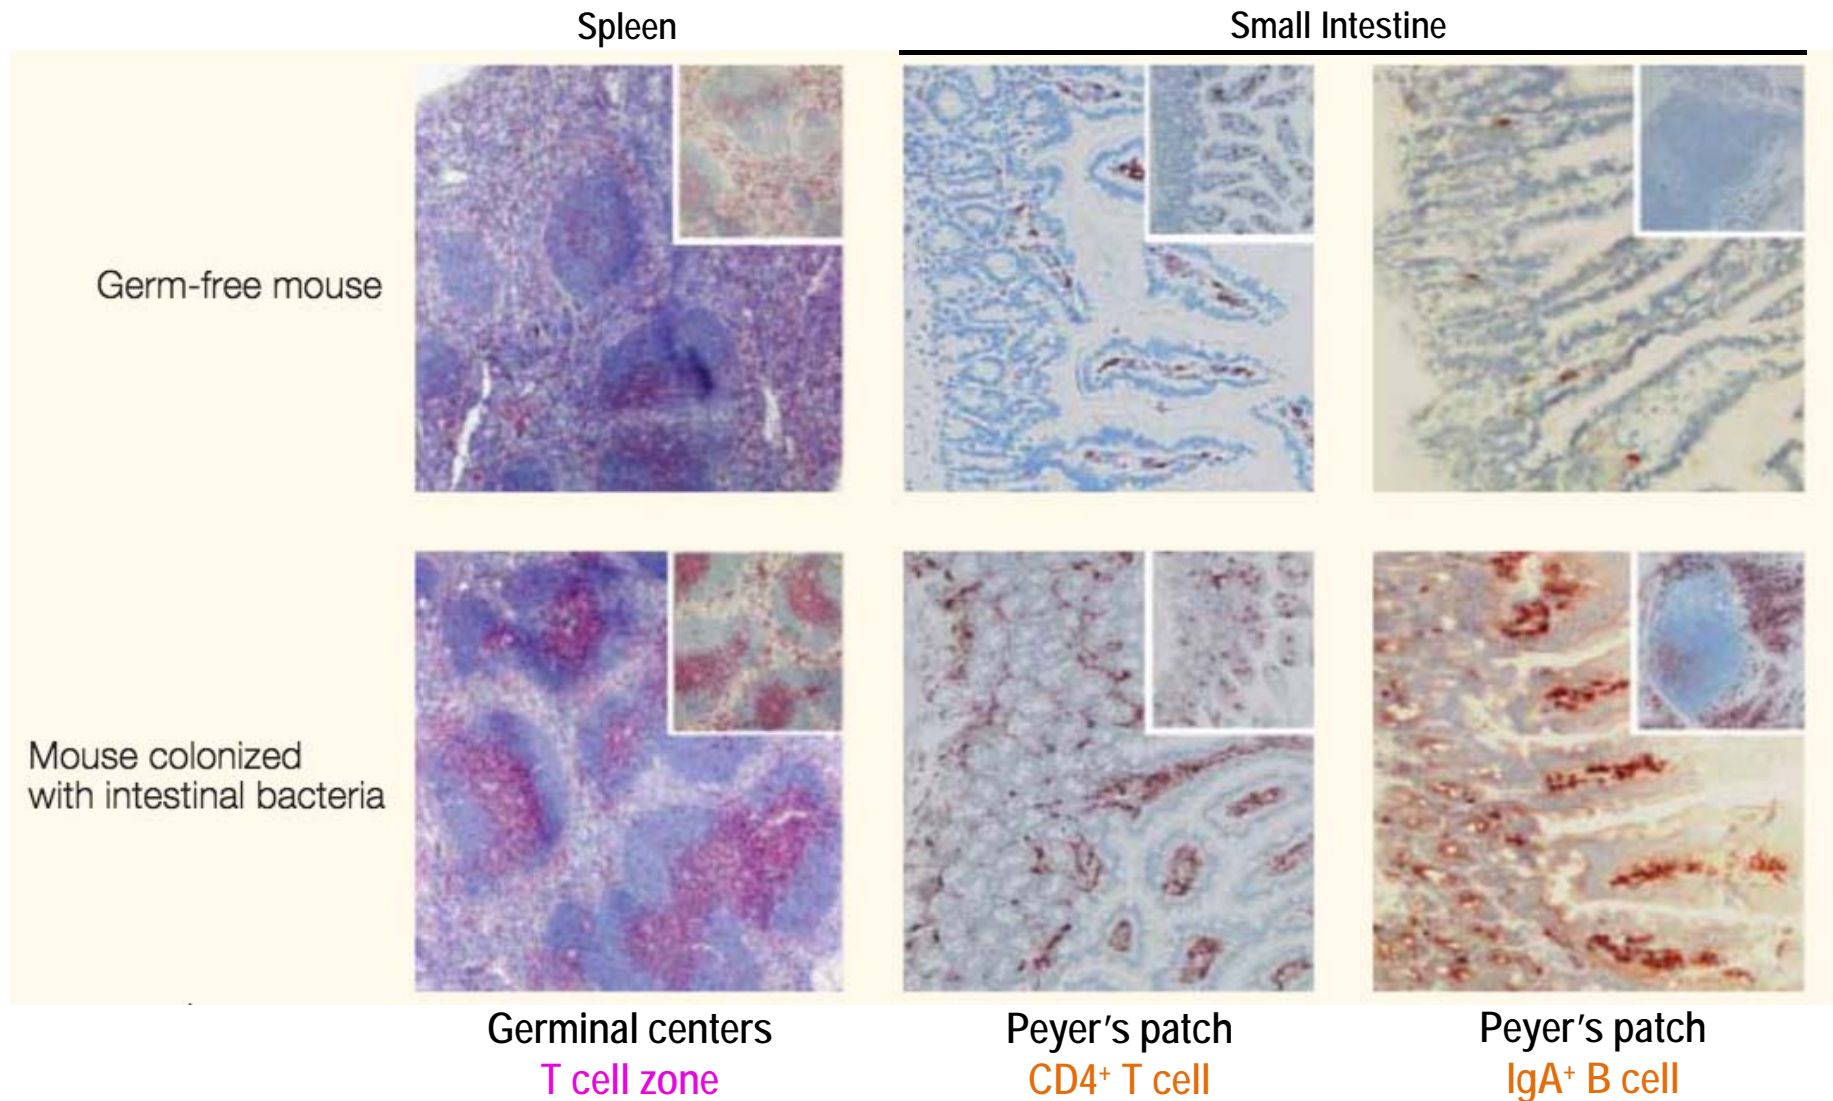 Spleen
Small Intestine
Germ-free mouse
Mouse colonized
with intestinal bacteria
Germinal centers
T cell zone
Peyer's patch
CD4⁺ T cell
Peyer's patch
IgA⁺ B cell